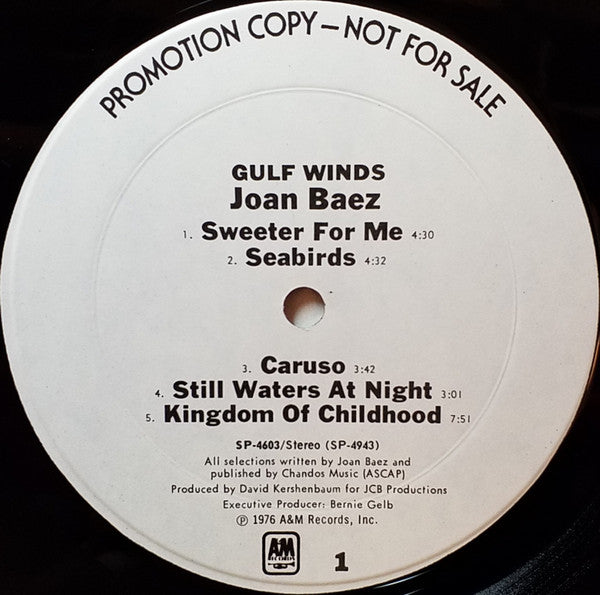 PROMOTION COPY—NOT FOR SALE
GULF WINDS
Joan Baez
1. Sweeter For Me 4:30
2. Seabirds 4:32
3. Caruso 3:42
4. Still Waters At Night 3:01
5. Kingdom Of Childhood 7:51
SP-4603/Stereo (SP-4943)
All selections written by Joan Baez and
published by Chandos Music (ASCAP)
Produced by David Kershenbaum for JCB Productions
Executive Producer: Bernie Gelb
℗ 1976 A&M Records, Inc.
A&M
RECORDS
1